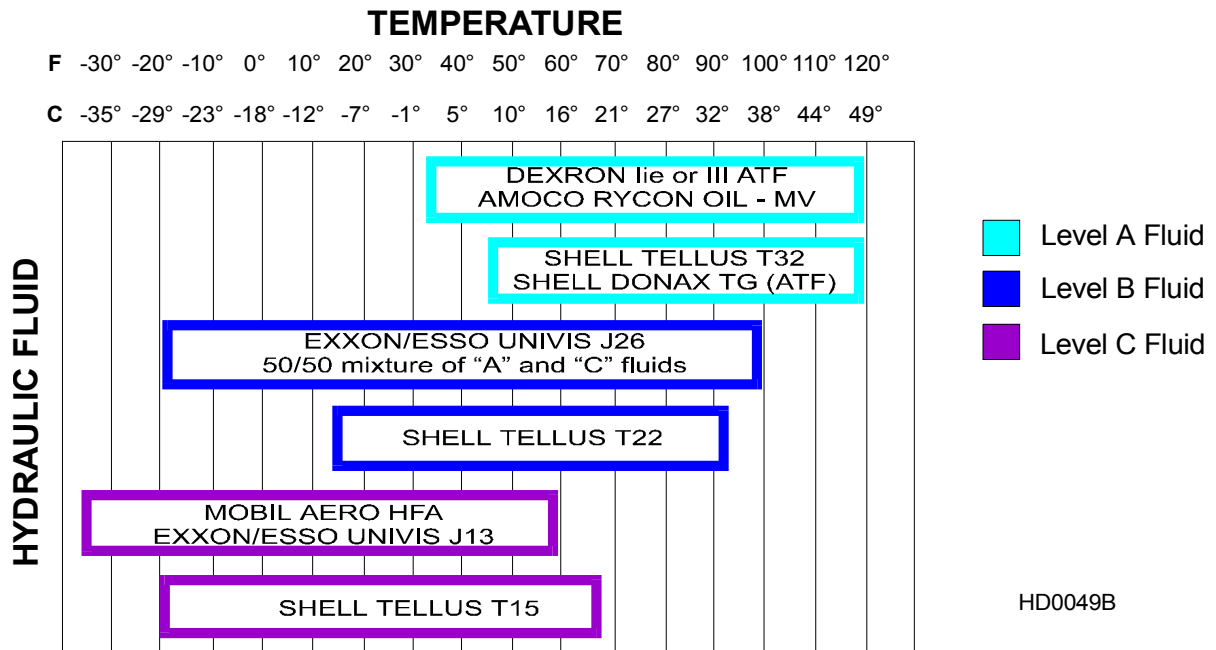 TEMPERATURE
F -30° -20° -10° 0° 10° 20° 30° 40° 50° 60° 70° 80° 90° 100° 110° 120°
C -35° -29° -23° -18° -12° -7° -1° 5° 10° 16° 21° 27° 32° 38° 44° 49°
HYDRAULIC FLUID
DEXRON IIe or III ATF
AMOCO RYCON OIL - MV
SHELL TELLUS T32
SHELL DONAX TG (ATF)
EXXON/ESSO UNIVIS J26
50/50 mixture of “A” and “C” fluids
SHELL TELLUS T22
MOBIL AERO HFA
EXXON/ESSO UNIVIS J13
SHELL TELLUS T15
Level A Fluid
Level B Fluid
Level C Fluid
HD0049B